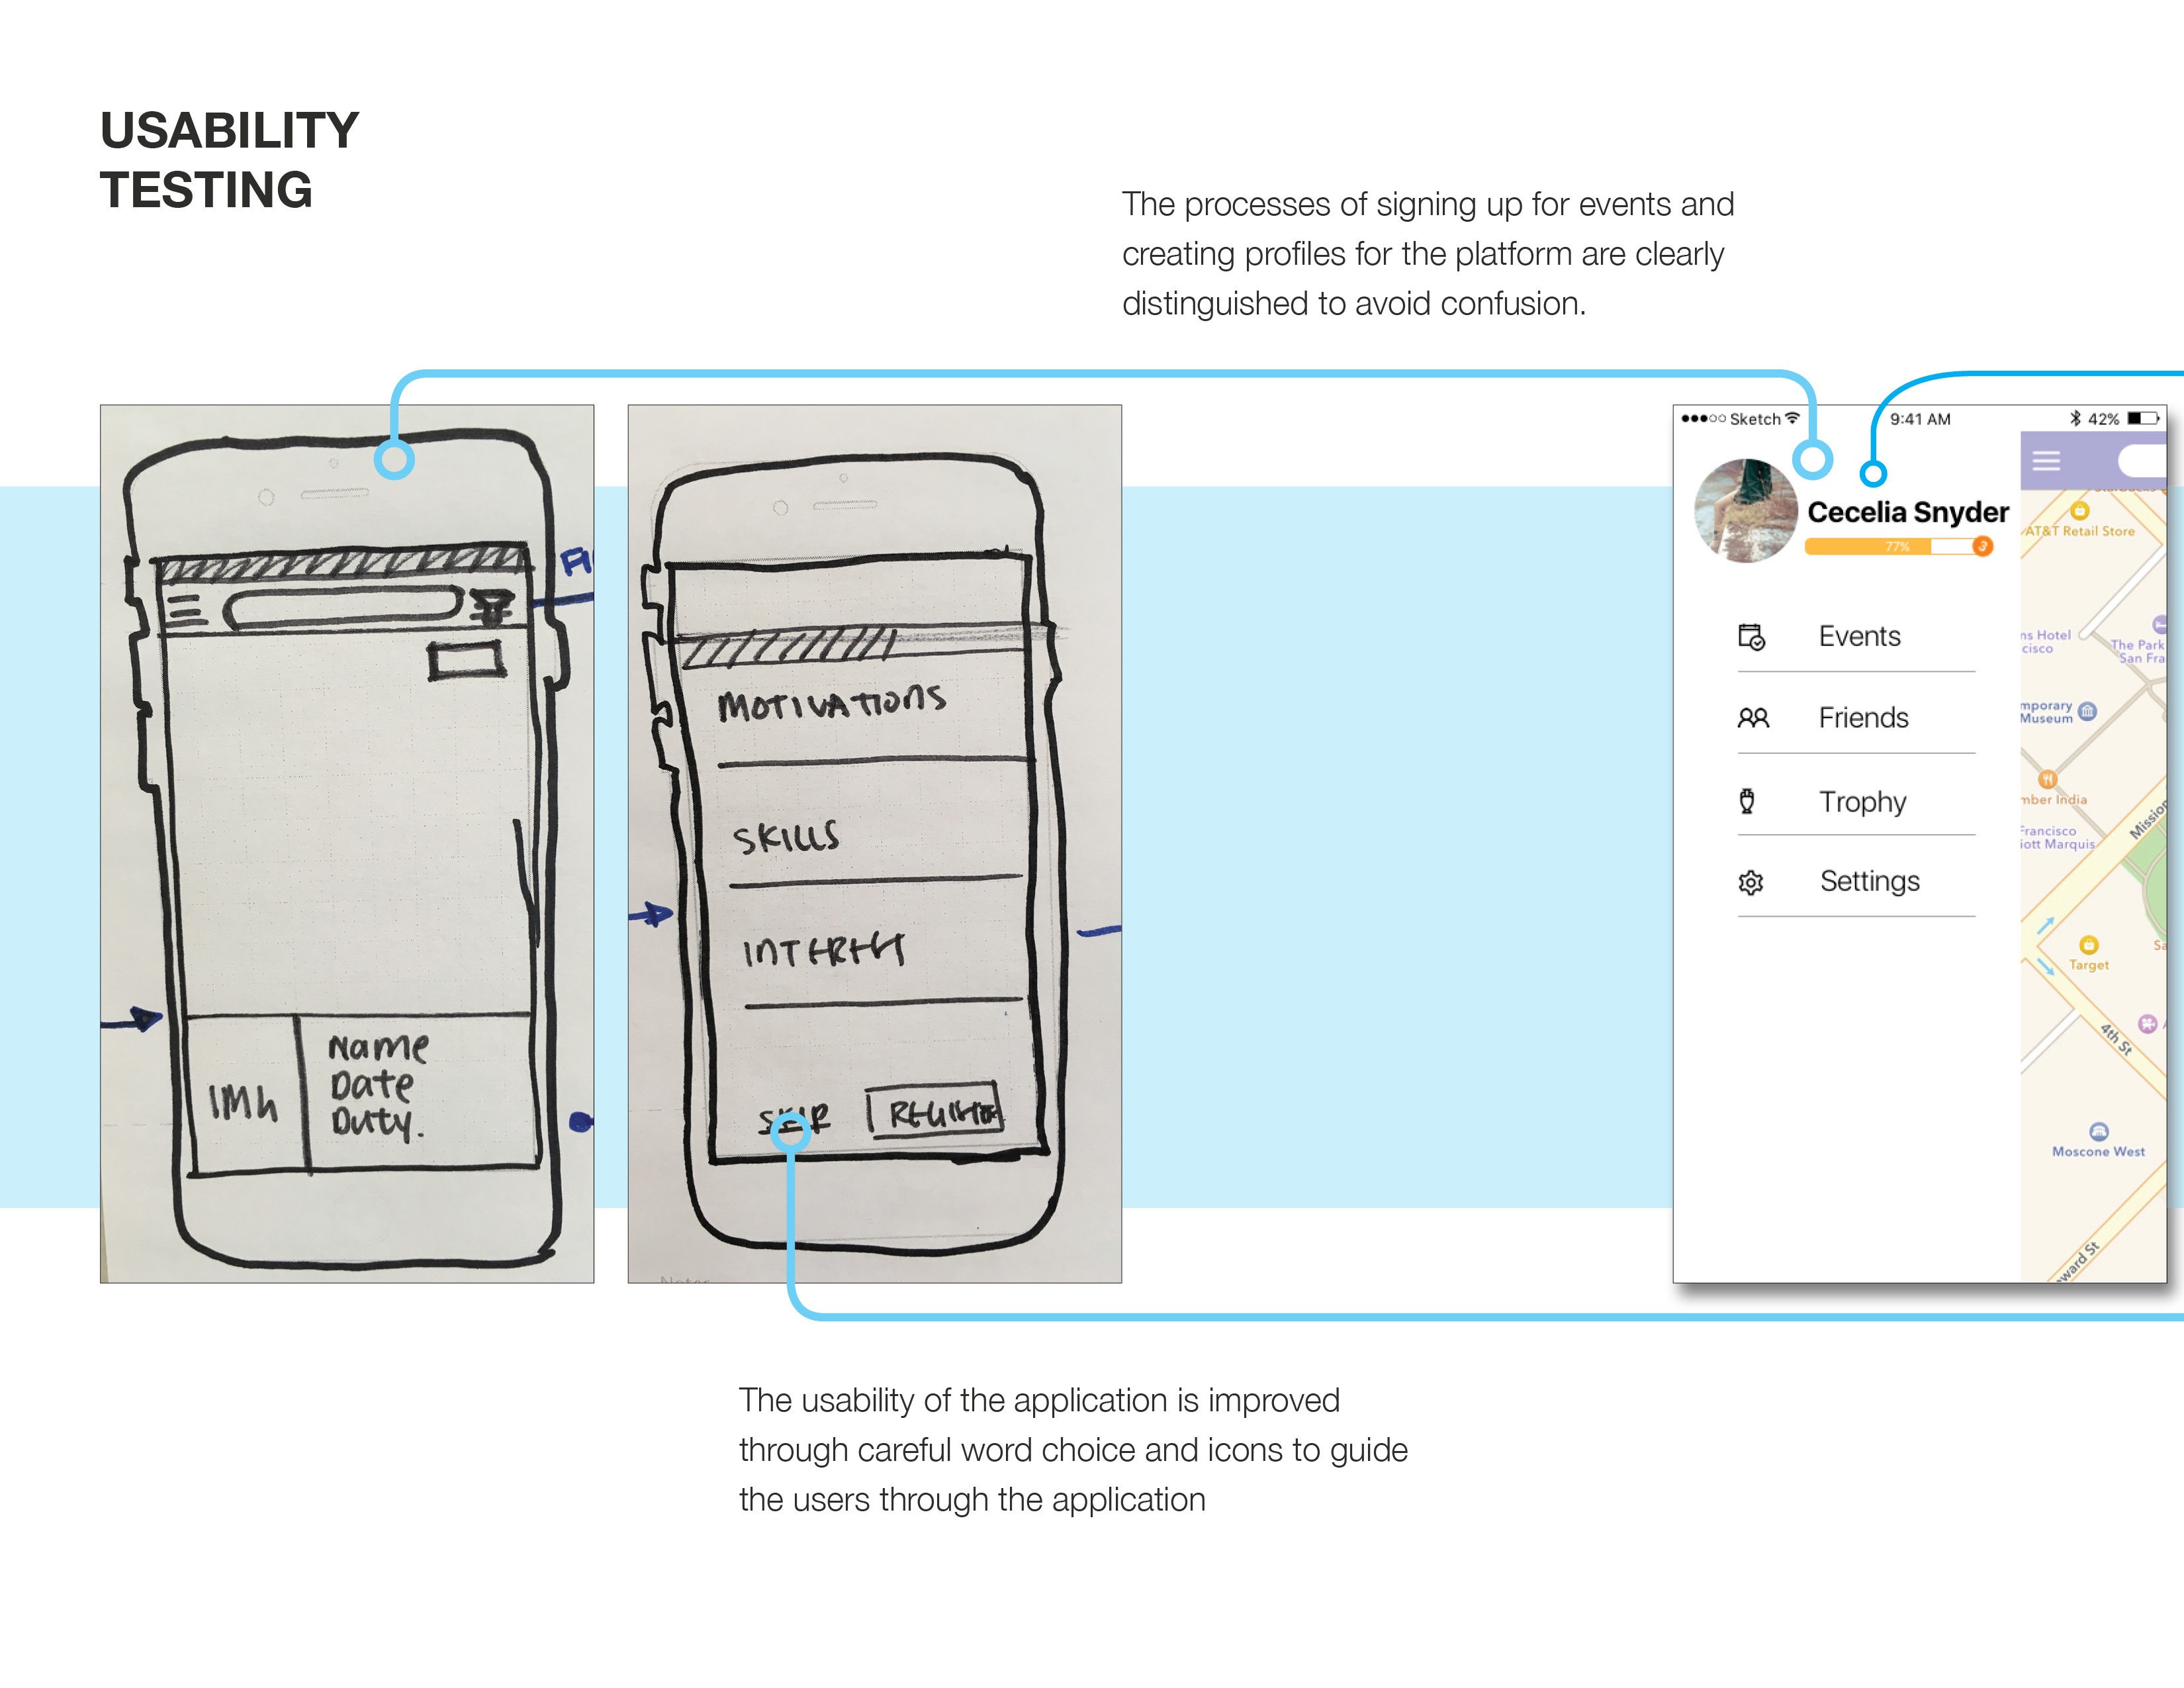 USABILITY
TESTING
The processes of signing up for events and
creating profiles for the platform are clearly
distinguished to avoid confusion.
Name
Date
Duty.
MOTIVATIONS
SKILLS
SKIP
Sketch
9:41 AM
42%
Cecelia Snyder
77%
3
Events
Friends
Trophy
Settings
AT&T Retail Store
ns Hotel
cisco
The Park
San Fra
mporary
Museum
mber India
Francisco
iott Marquis
Mission
Target
Sa
4th St
Moscone West
ward St
The usability of the application is improved
through careful word choice and icons to guide
the users through the application